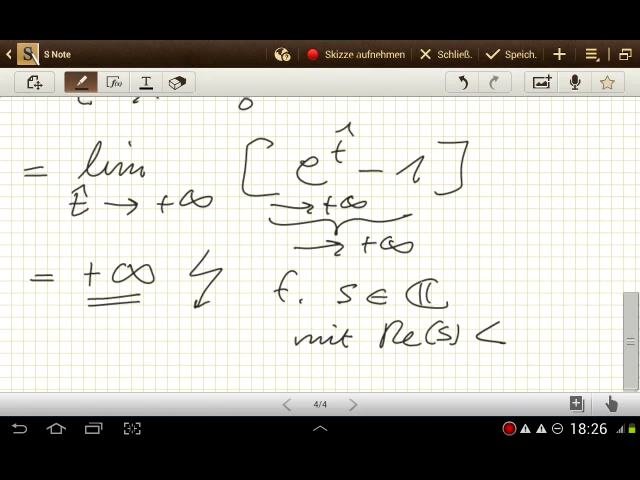 S Note Skizze aufnehmen Schließ. Speich.
= lim [e^t̂ - 1]
t̂ → +∞ → +∞
→ +∞
= +∞ ↯ f. s ∈ ℂ
mit Re(s) <
4/4
18:26